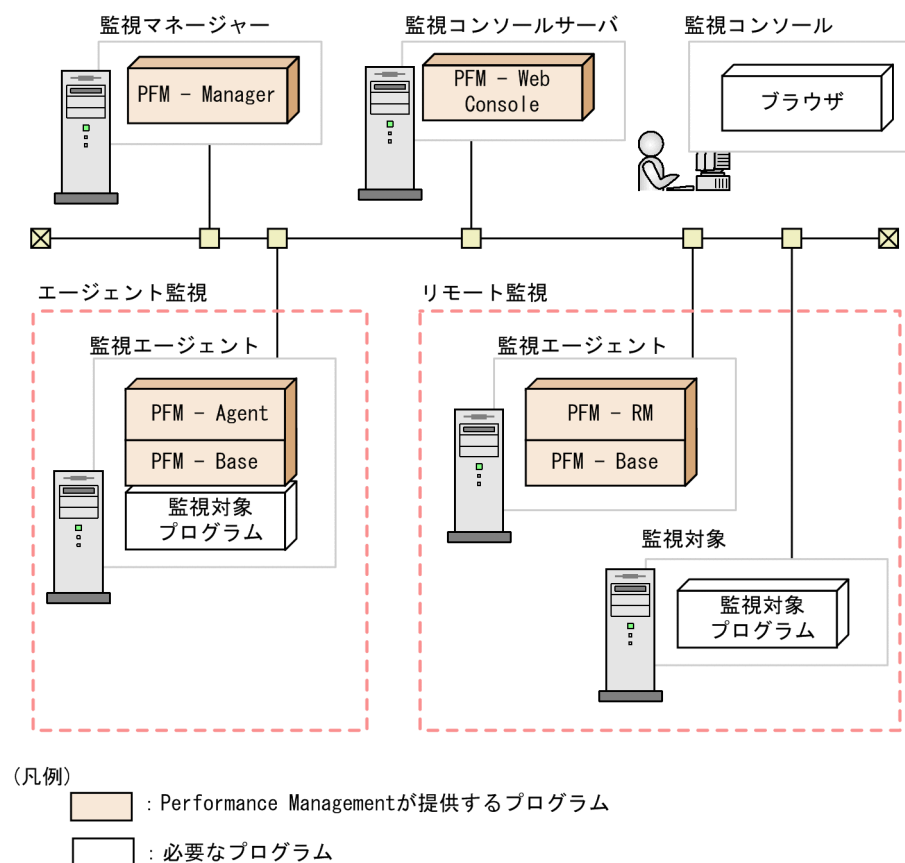 監視マネージャー
監視コンソールサーバ
監視コンソール
PFM － Manager
PFM － Web
Console
ブラウザ
エージェント監視
リモート監視
監視エージェント
監視エージェント
PFM － Agent
PFM － Base
監視対象
プログラム
PFM － RM
PFM － Base
監視対象
監視対象
プログラム
(凡例)
：Performance Managementが提供するプログラム
：必要なプログラム